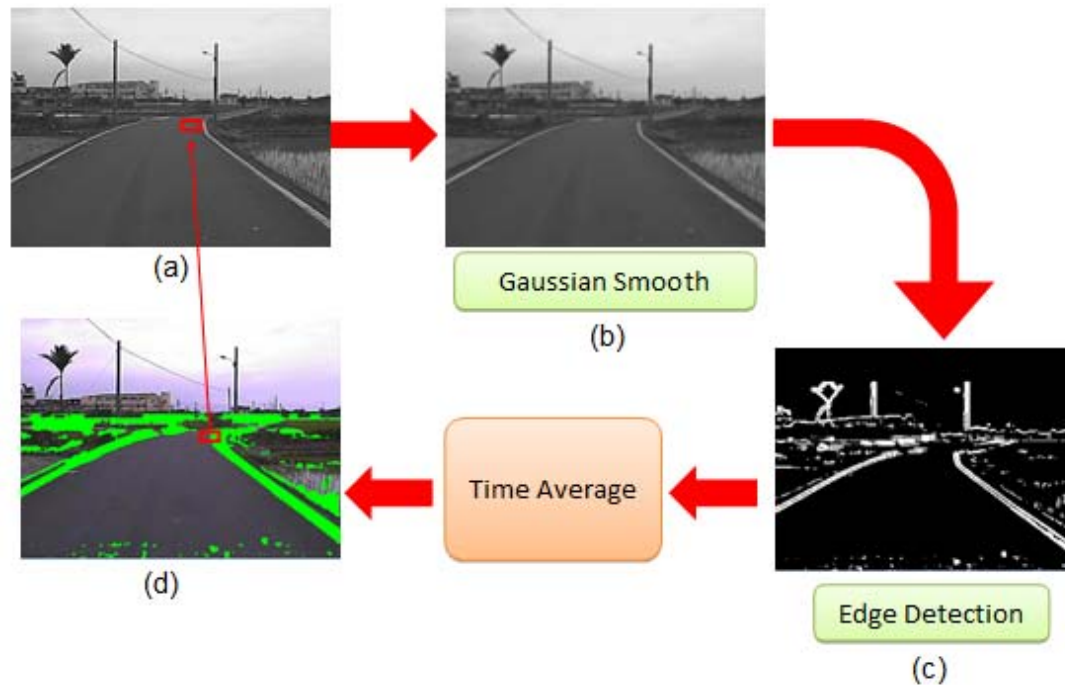 (a)
Gaussian Smooth
(b)
Time Average
Edge Detection
(c)
(d)